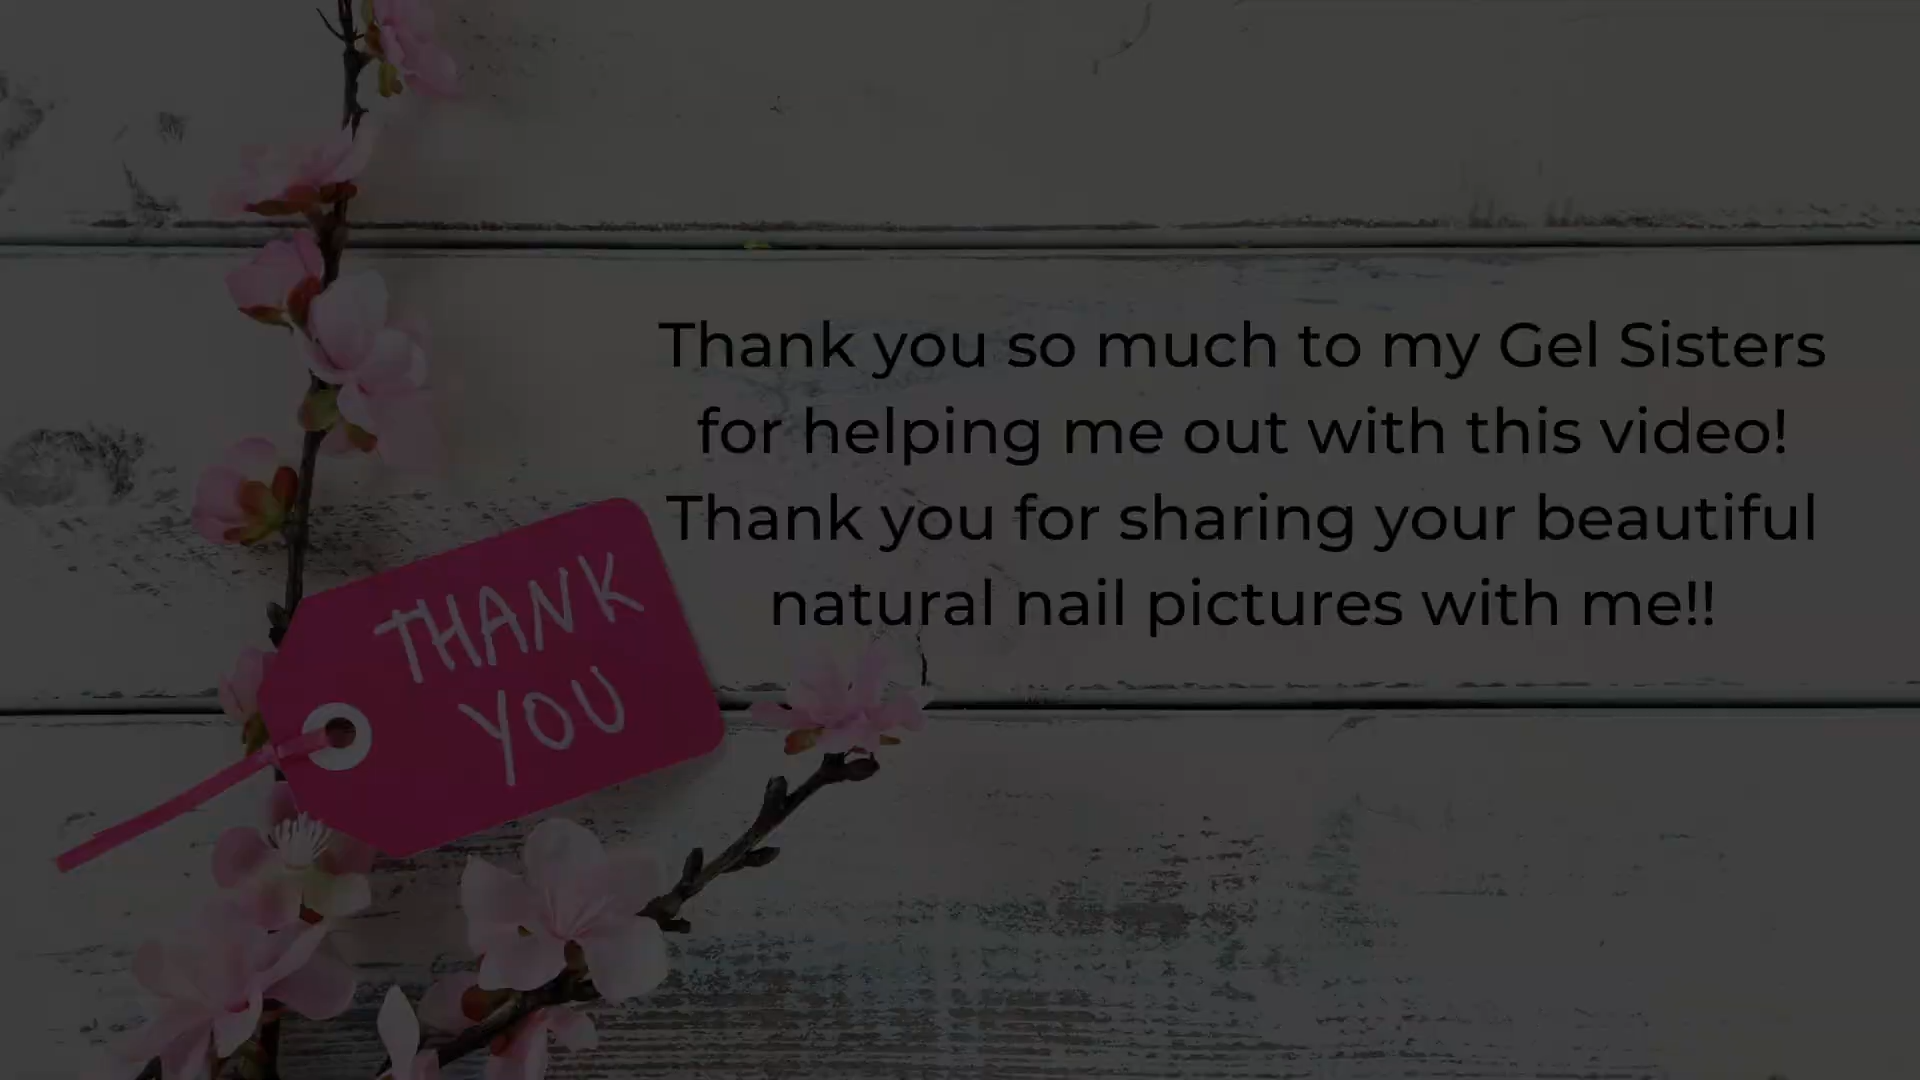 Thank you so much to my Gel Sisters
for helping me out with this video!
Thank you for sharing your beautiful
natural nail pictures with me!!
THANK
YOU